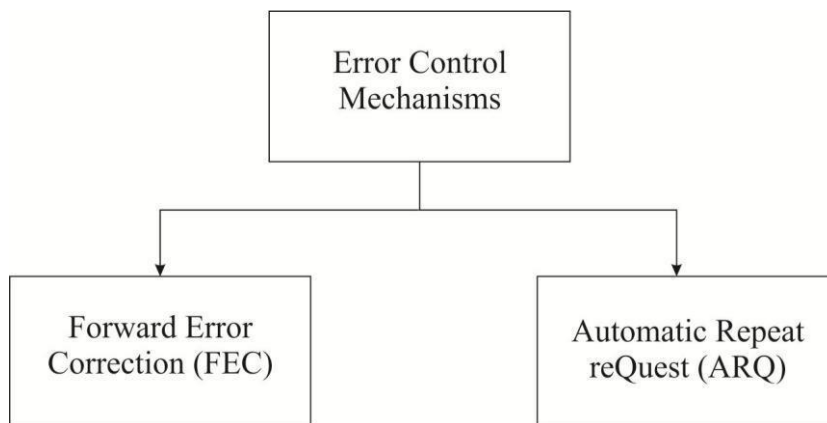 Error Control
Mechanisms
Forward Error
Correction (FEC)
Automatic Repeat
reQuest (ARQ)